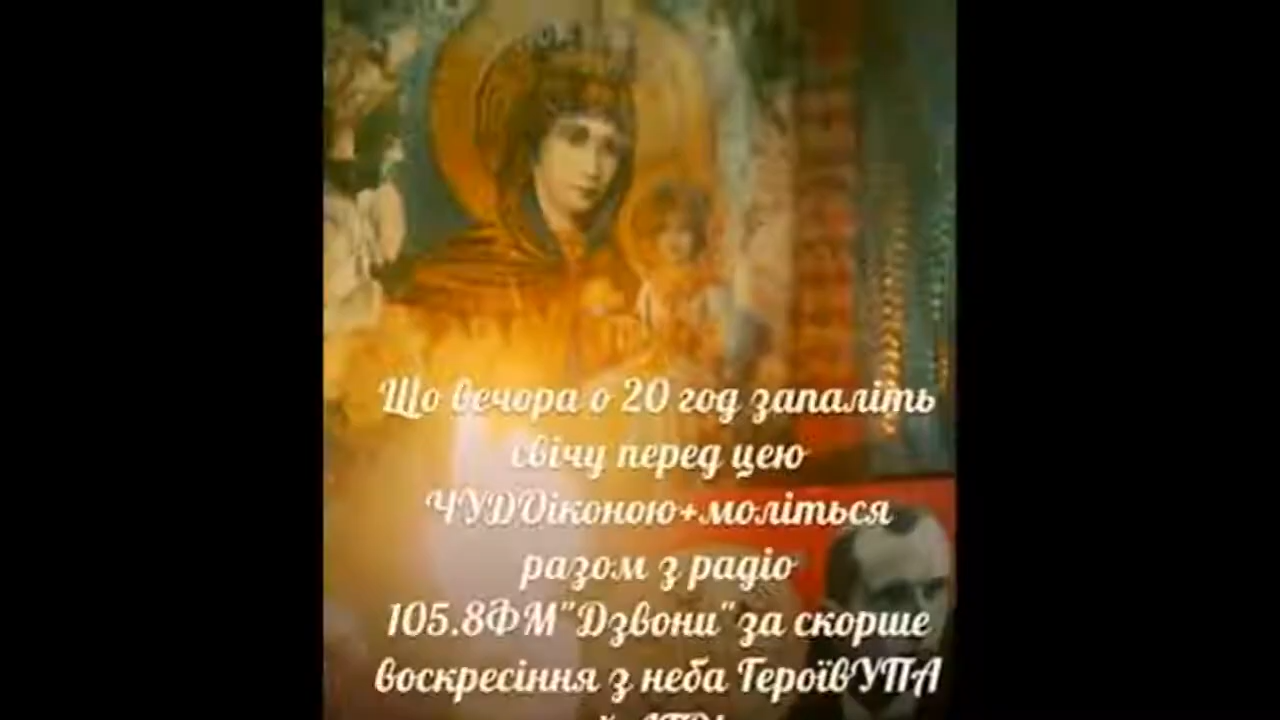 Що вечора о 20 год запаліть
свічу перед цею
ЧУДОіконою+моліться
разом з радіо
105.8ФМ"Дзвони"за скорше
воскресіння з неба ГероївУПА